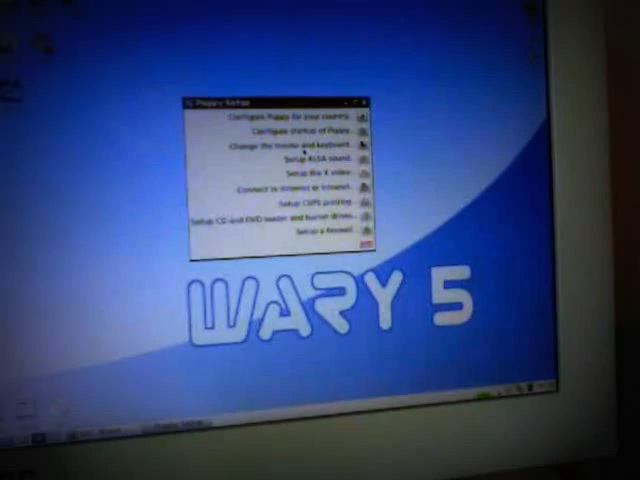 Puppy Setup
Configure Puppy for your country.
Configure startup of Puppy.
Change the mouse and keyboard.
Setup ALSA sound.
Setup the X video.
Connect to internet or intranet.
Setup CUPS printing.
Setup CD and DVD reader and burner drives.
Setup a firewall.
WARY 5